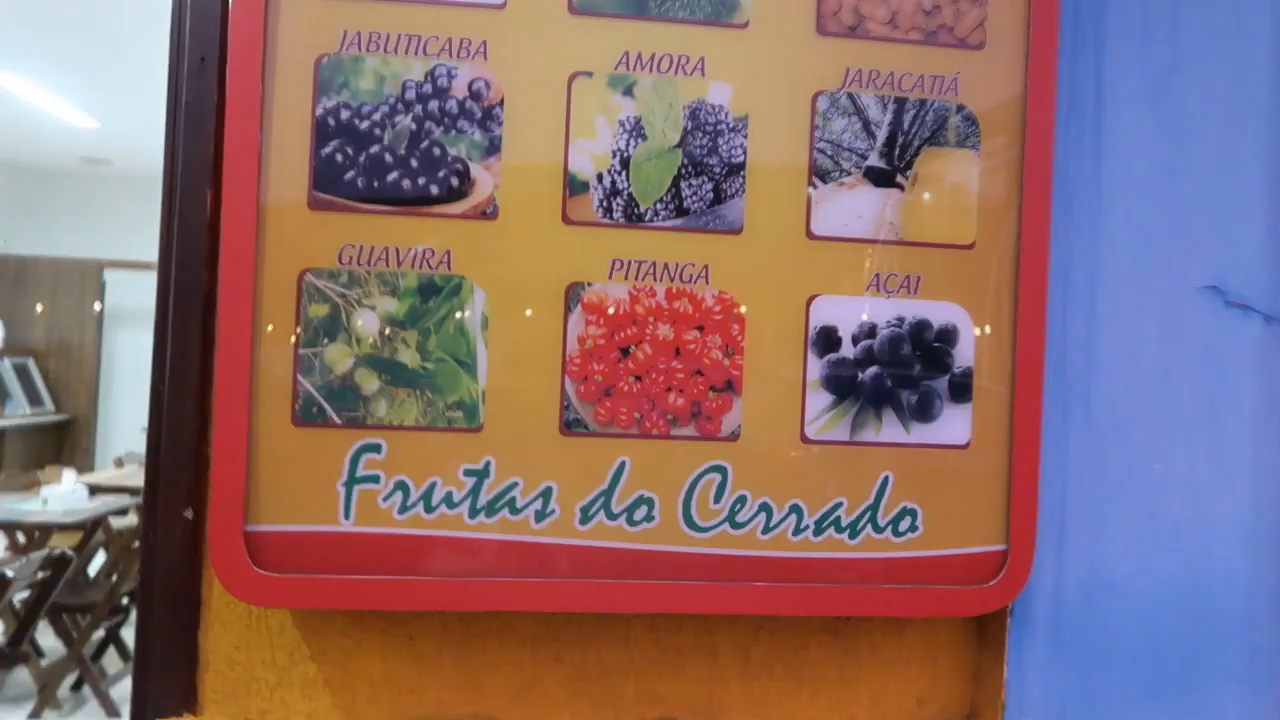 JABUTICABA
AMORA
JARACATIÁ
GUAVIRA
PITANGA
AÇAI
Frutas do Cerrado